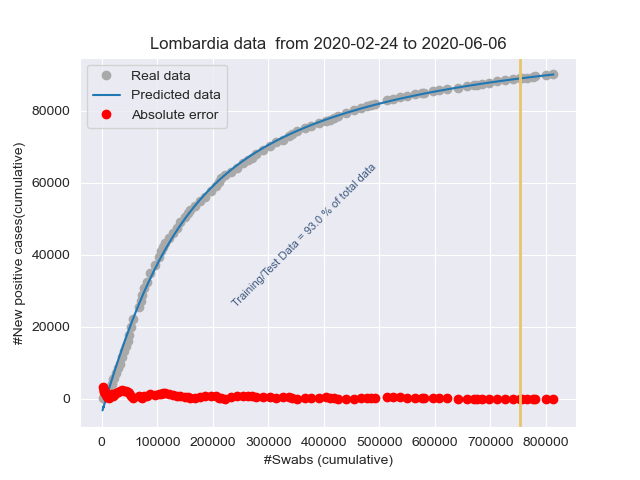 Lombardia data  from 2020-02-24 to 2020-06-06
Real data
Predicted data
Absolute error
#New positive cases(cumulative)
80000
60000
40000
20000
0
Training/Test Data = 93.0 % of total data
0 100000 200000 300000 400000 500000 600000 700000 800000
#Swabs (cumulative)